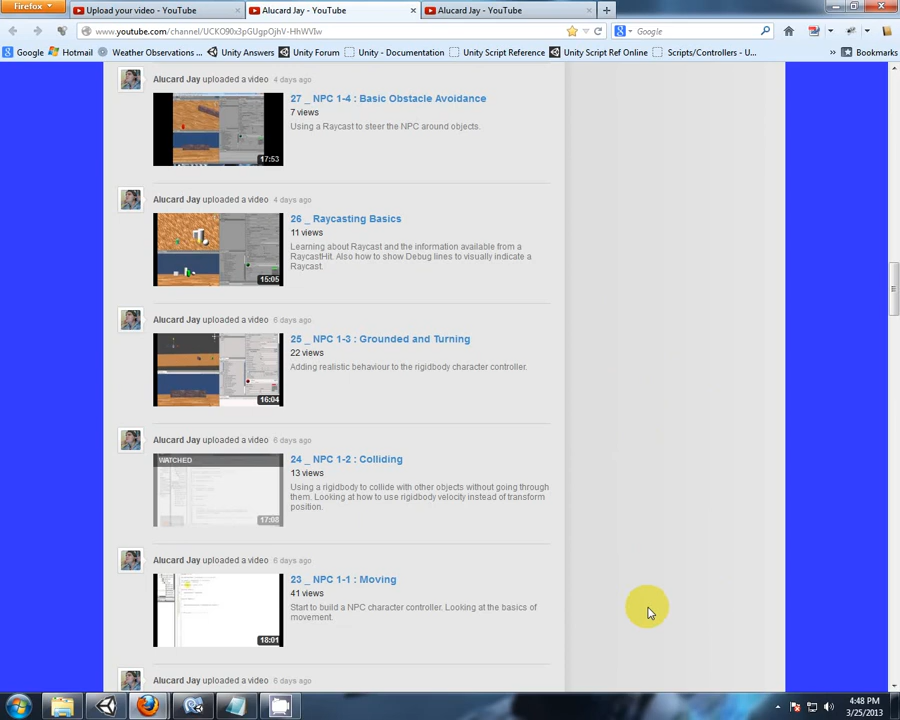 Firefox
Upload your video - YouTube
Alucard Jay - YouTube
Alucard Jay - YouTube
www.youtube.com/channel/UCKO90x3pGUgpOjhV-HhWVIw
Google
Google Hotmail Weather Observations ... Unity Answers Unity Forum Unity - Documentation Unity Script Reference Unity Script Ref Online Scripts/Controllers - U... » Bookmarks
Alucard Jay uploaded a video 4 days ago
27 _ NPC 1-4 : Basic Obstacle Avoidance
7 views
Using a Raycast to steer the NPC around objects.
17:53
Alucard Jay uploaded a video 4 days ago
26 _ Raycasting Basics
11 views
Learning about Raycast and the information available from a
RaycastHit. Also how to show Debug lines to visually indicate a
Raycast.
15:05
Alucard Jay uploaded a video 6 days ago
25 _ NPC 1-3 : Grounded and Turning
22 views
Adding realistic behaviour to the rigidbody character controller.
16:04
Alucard Jay uploaded a video 6 days ago
WATCHED
24 _ NPC 1-2 : Colliding
13 views
Using a rigidbody to collide with other objects without going through
them. Looking at how to use rigidbody velocity instead of transform
position.
17:08
Alucard Jay uploaded a video 6 days ago
23 _ NPC 1-1 : Moving
41 views
Start to build a NPC character controller. Looking at the basics of
movement.
18:01
Alucard Jay uploaded a video 6 days ago
4:48 PM
3/25/2013